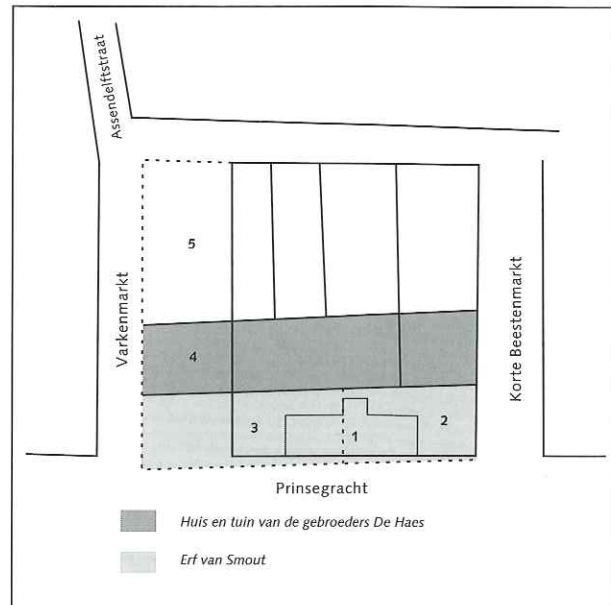 Assendelftstraat
5
Varkenmarkt
4
Korte Beestenmarkt
3
1
2
Prinsegracht
Huis en tuin van de gebroeders De Haes
Erf van Smout